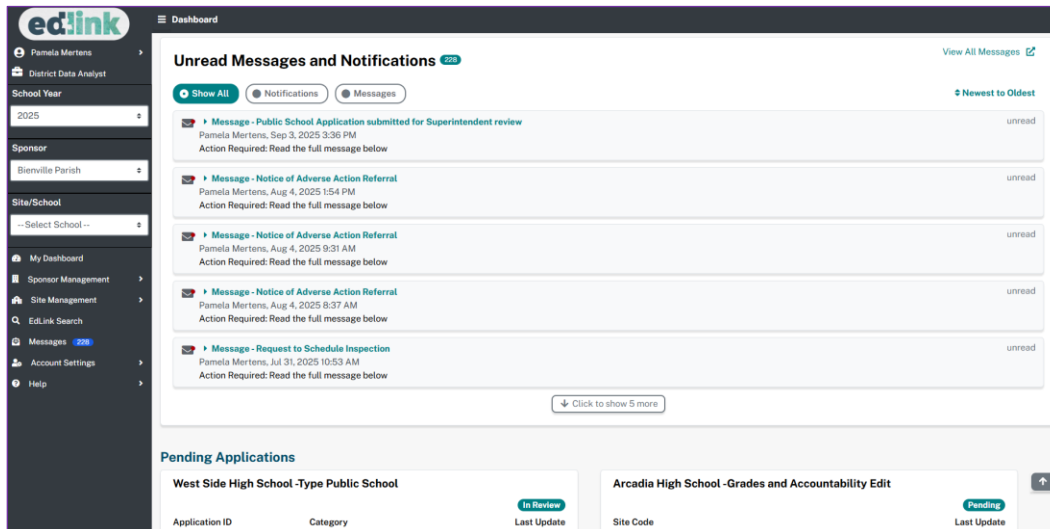 ed:link
Dashboard
Pamela Mertens
District Data Analyst
School Year
2025
Sponsor
Bienville Parish
Site/School
-- Select School --
My Dashboard
Sponsor Management
Site Management
EdLink Search
Messages 228
Account Settings
Help
Unread Messages and Notifications 228
View All Messages
Show All Notifications Messages
Newest to Oldest
Message - Public School Application submitted for Superintendent review unread
Pamela Mertens, Sep 3, 2025 3:36 PM
Action Required: Read the full message below
Message - Notice of Adverse Action Referral unread
Pamela Mertens, Aug 4, 2025 1:54 PM
Action Required: Read the full message below
Message - Notice of Adverse Action Referral unread
Pamela Mertens, Aug 4, 2025 9:31 AM
Action Required: Read the full message below
Message - Notice of Adverse Action Referral unread
Pamela Mertens, Aug 4, 2025 8:37 AM
Action Required: Read the full message below
Message - Request to Schedule Inspection unread
Pamela Mertens, Jul 31, 2025 10:53 AM
Action Required: Read the full message below
Click to show 5 more
Pending Applications
West Side High School -Type Public School
In Review
Application ID Category Last Update
Arcadia High School -Grades and Accountability Edit
Pending
Site Code Last Update